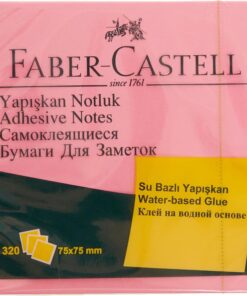 FABER-CASTELL
since 1761
Yapışkan Notluk
Adhesive Notes
Самоклеящиеся
Бумаги Для Заметок
Su Bazlı Yapışkan
Water-based Glue
Клей на водной основе
320
75x75 mm